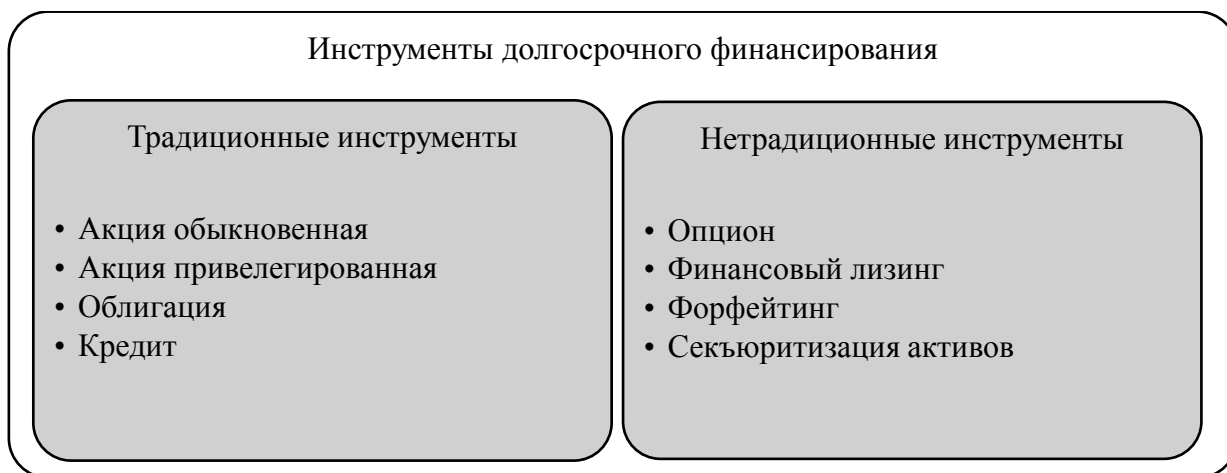 Инструменты долгосрочного финансирования
Традиционные инструменты
• Акция обыкновенная
• Акция привелегированная
• Облигация
• Кредит
Нетрадиционные инструменты
• Опцион
• Финансовый лизинг
• Форфейтинг
• Секъюритизация активов